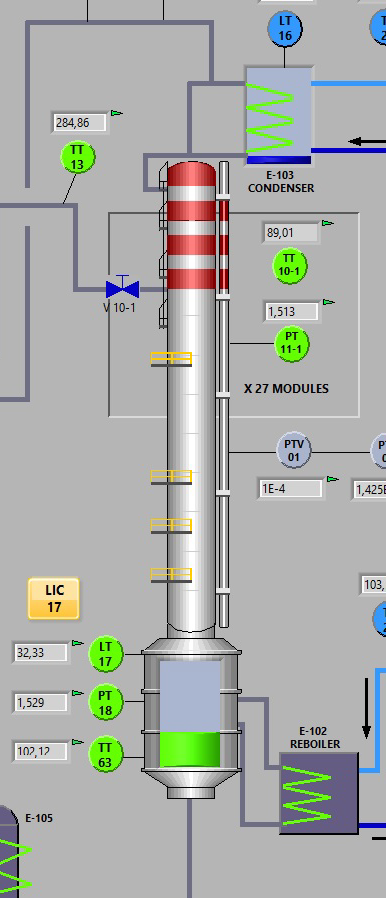 LT
16
T
2
284,86
TT
13
E-103
CONDENSER
89,01
TT
10-1
1,513
V 10-1
PT
11-1
X 27 MODULES
PTV
01
P
1E-4
1,425
LIC
17
103,
32,33
LT
17
1,529
PT
18
E-102
REBOILER
102,12
TT
63
E-105